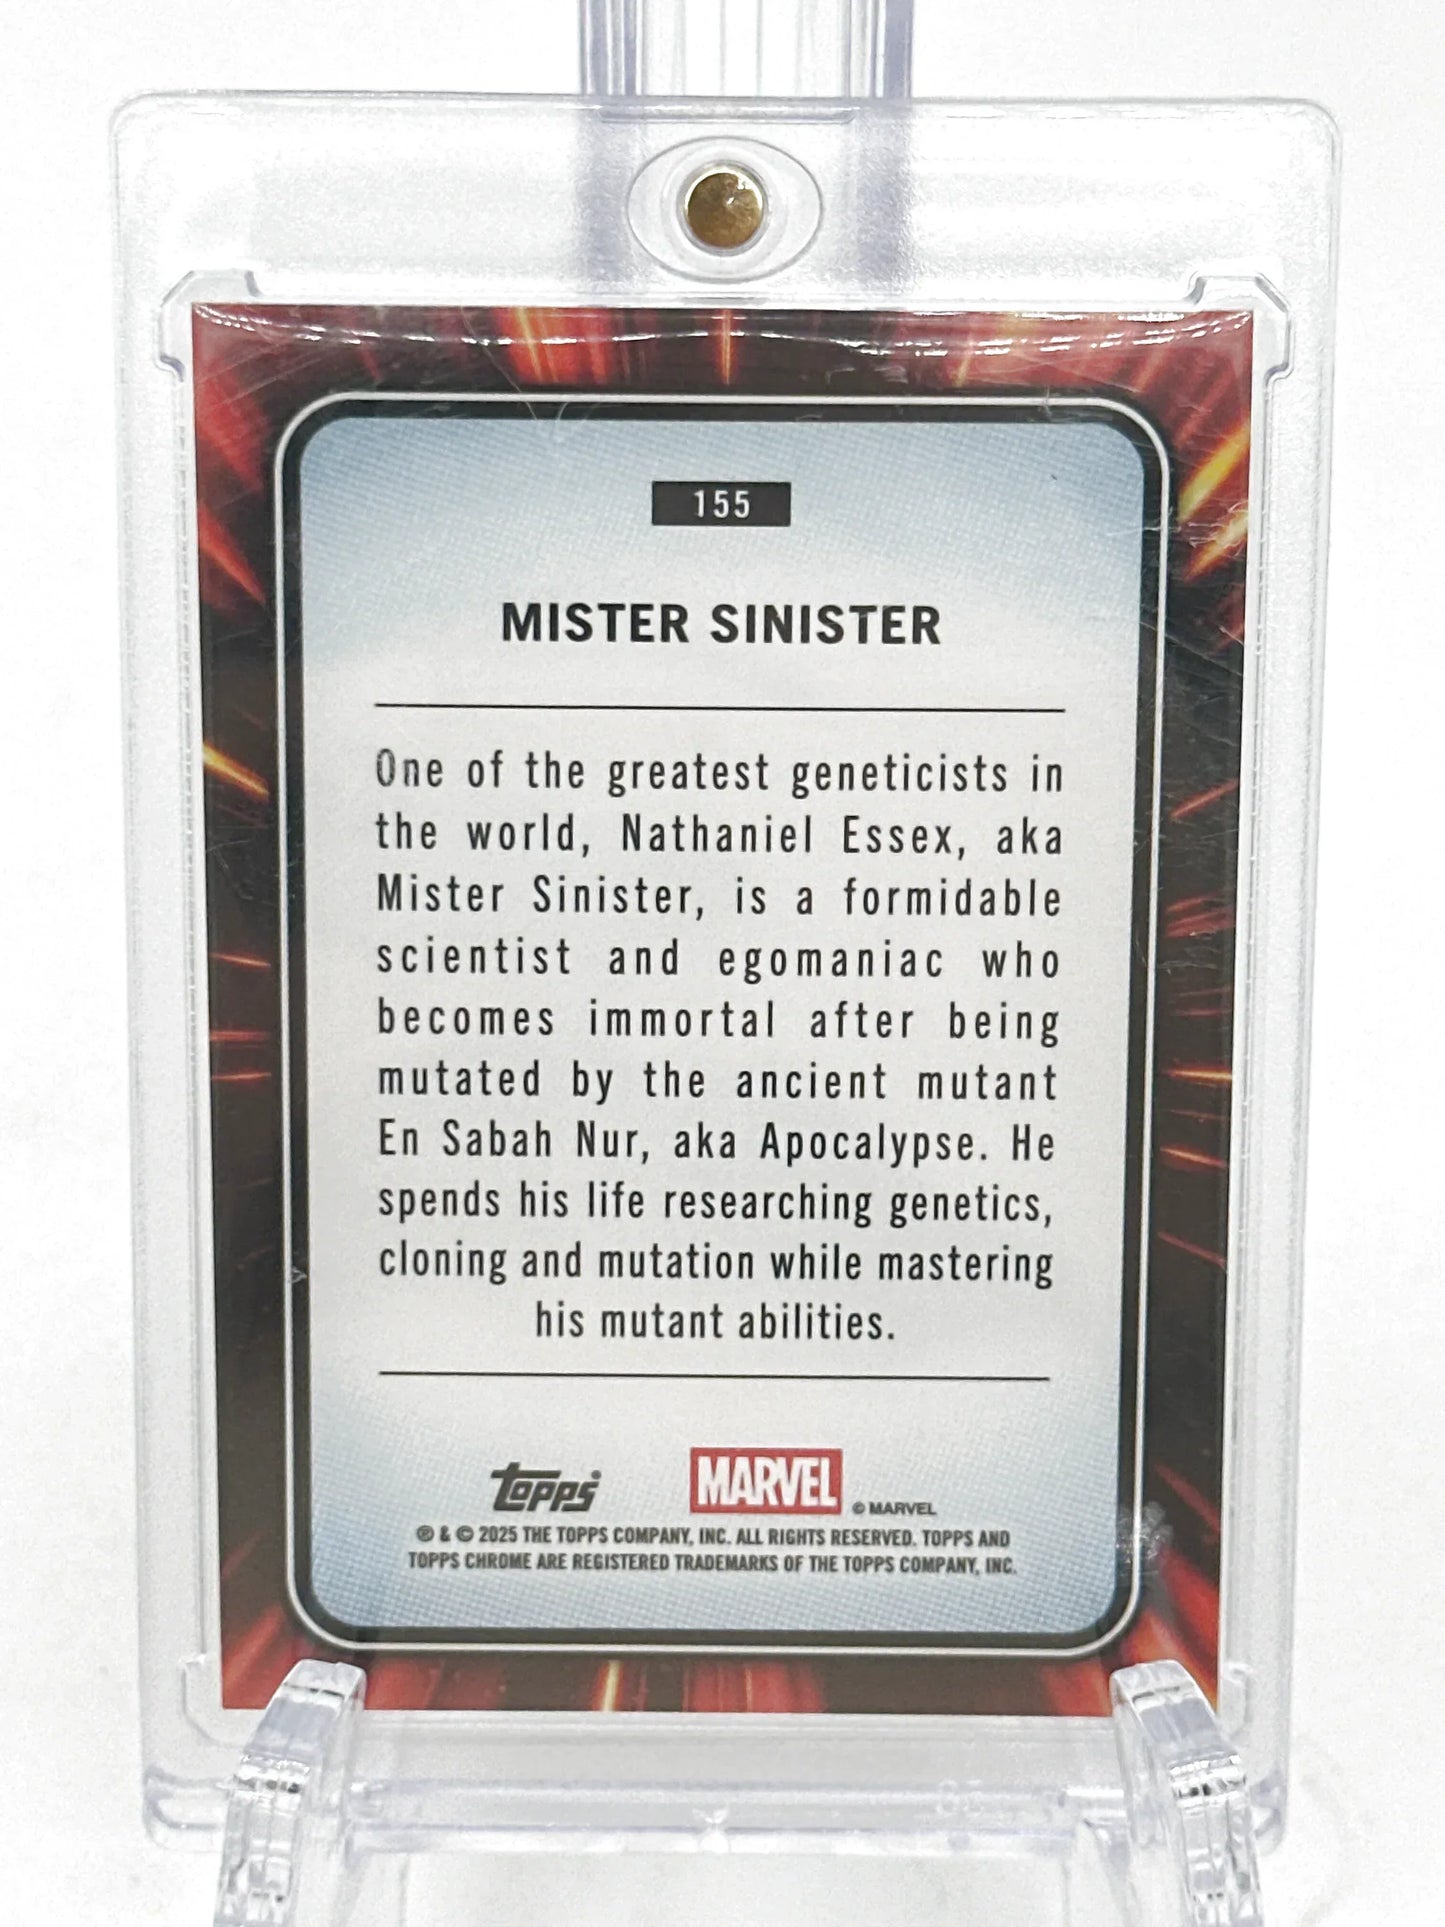 155
MISTER SINISTER
One of the greatest geneticists in
the world, Nathaniel Essex, aka
Mister Sinister, is a formidable
scientist and egomaniac who
becomes immortal after being
mutated by the ancient mutant
En Sabah Nur, aka Apocalypse. He
spends his life researching genetics,
cloning and mutation while mastering
his mutant abilities.
topps MARVEL © MARVEL
® & © 2025 THE TOPPS COMPANY, INC. ALL RIGHTS RESERVED. TOPPS AND
TOPPS CHROME ARE REGISTERED TRADEMARKS OF THE TOPPS COMPANY, INC.